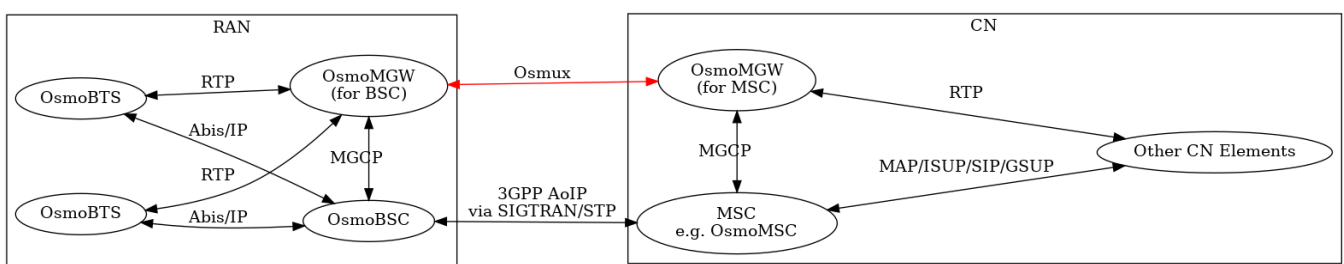 RAN
CN
OsmoBTS
RTP
OsmoMGW
(for BSC)
Osmux
OsmoMGW
(for MSC)
RTP
Abis/IP
MGCP
MGCP
Other CN Elements
RTP
MAP/ISUP/SIP/GSUP
OsmoBTS
Abis/IP
OsmoBSC
3GPP AoIP
via SIGTRAN/STP
MSC
e.g. OsmoMSC